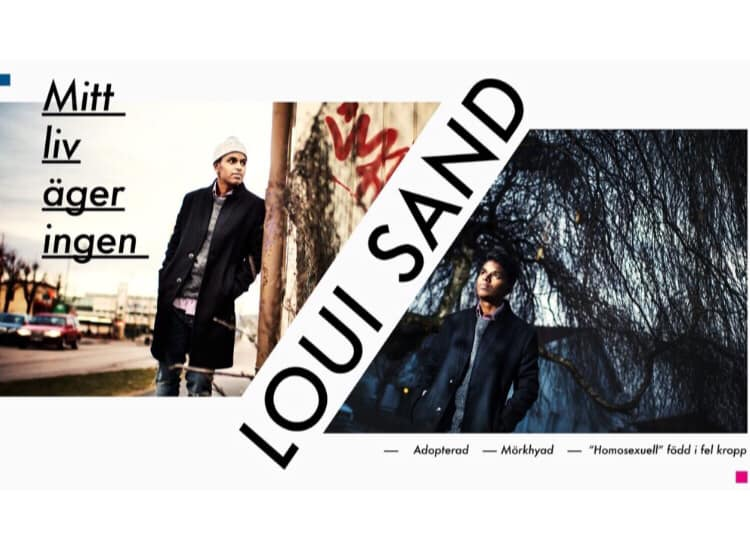 Mitt
liv
äger
ingen
LOUI SAND
— Adopterad — Mörkhyad — "Homosexuell" född i fel kropp